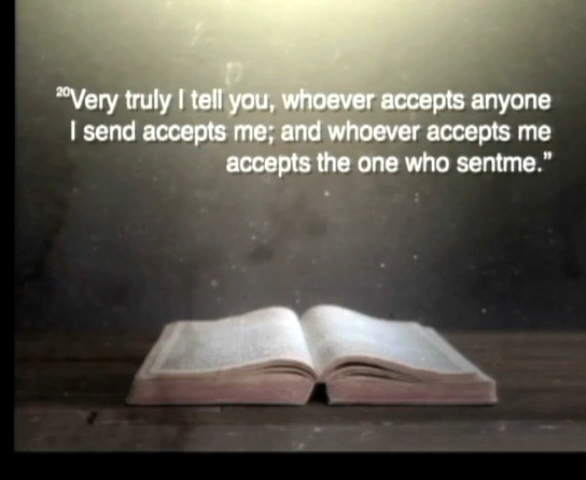 ²⁰Very truly I tell you, whoever accepts anyone
I send accepts me; and whoever accepts me
accepts the one who sentme.”